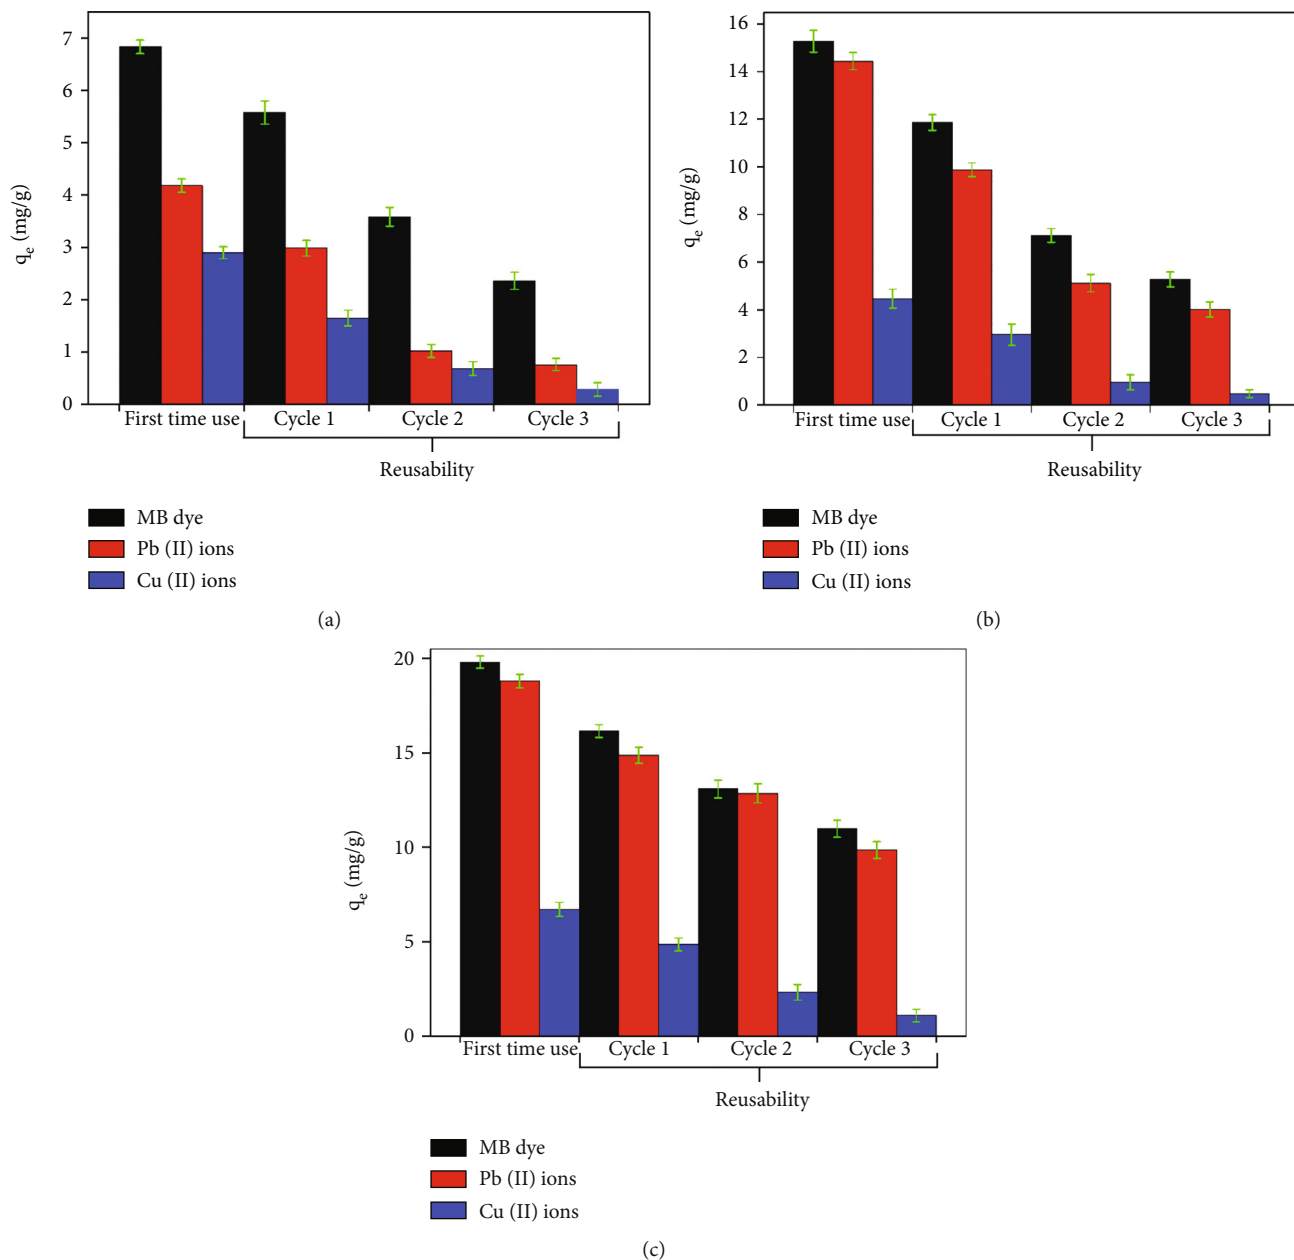 7
6
5
4
3
2
1
0
q_e (mg/g)
First time use Cycle 1 Cycle 2 Cycle 3
Reusability
MB dye
Pb (II) ions
Cu (II) ions
(a)
16
14
12
10
8
6
4
2
0
q_e (mg/g)
First time use Cycle 1 Cycle 2 Cycle 3
Reusability
MB dye
Pb (II) ions
Cu (II) ions
(b)
20
15
10
5
0
q_e (mg/g)
First time use Cycle 1 Cycle 2 Cycle 3
Reusability
MB dye
Pb (II) ions
Cu (II) ions
(c)